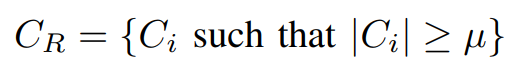 C_R = {C_i such that |C_i| ≥ μ}